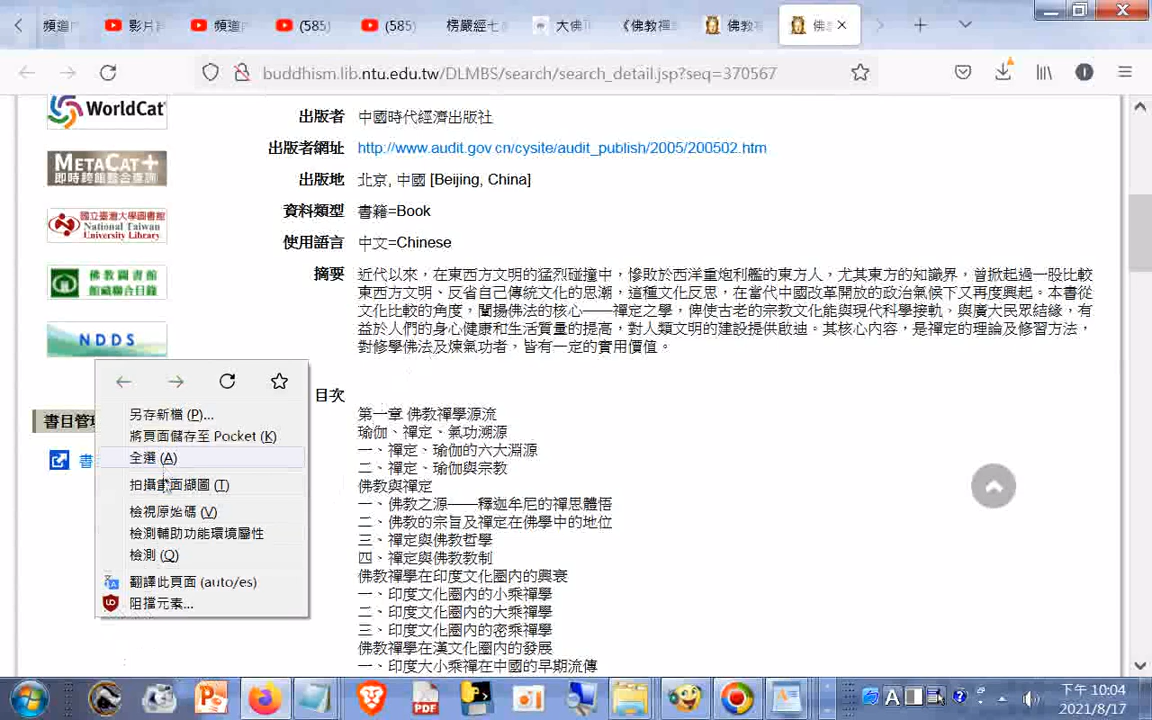 頻道
影片
頻道
(585)
(585)
楞嚴經七
大佛
《佛教禪
佛教
佛
buddhism.lib.ntu.edu.tw/DLMBS/search/search_detail.jsp?seq=370567
WorldCat
METACAT+
即時跨館整合查詢
國立臺灣大學圖書館
National Taiwan
University Library
佛教圖書館
館藏聯合目錄
NDDS
書目管理
書
出版者 中國時代經濟出版社
出版者網址 http://www.audit.gov.cn/cysite/audit_publish/2005/200502.htm
出版地 北京, 中國 [Beijing, China]
資料類型 書籍=Book
使用語言 中文=Chinese
摘要 近代以來，在東西方文明的猛烈碰撞中，慘敗於西洋重炮利艦的東方人，尤其東方的知識界，曾掀起過一股比較
東西方文明、反省自己傳統文化的思潮，這種文化反思，在當代中國改革開放的政治氣候下又再度興起。本書從
文化比較的角度，闡揚佛法的核心——禪定之學，俾使古老的宗教文化能與現代科學接軌，與廣大民眾結緣，有
益於人們的身心健康和生活質量的提高，對人類文明的建設提供啟迪。其核心內容，是禪定的理論及修習方法，
對修學佛法及煉氣功者，皆有一定的實用價值。
目次
第一章 佛教禪學源流
瑜伽、禪定、氣功溯源
一、禪定、瑜伽的六大淵源
二、禪定、瑜伽與宗教
佛教與禪定
一、佛教之源——釋迦牟尼的禪思體悟
二、佛教的宗旨及禪定在佛學中的地位
三、禪定與佛教哲學
四、禪定與佛教教制
佛教禪學在印度文化圈內的興衰
一、印度文化圈內的小乘禪學
二、印度文化圈內的大乘禪學
三、印度文化圈內的密乘禪學
佛教禪學在漢文化圈內的發展
一、印度大小乘禪在中國的早期流傳
另存新檔 (P)...
將頁面儲存至 Pocket (K)
全選 (A)
拍攝畫面擷圖 (T)
檢視原始碼 (V)
檢測輔助功能環境屬性
檢測 (Q)
翻譯此頁面 (auto/es)
阻擋元素...
PDF
A
下午 10:04
2021/8/17